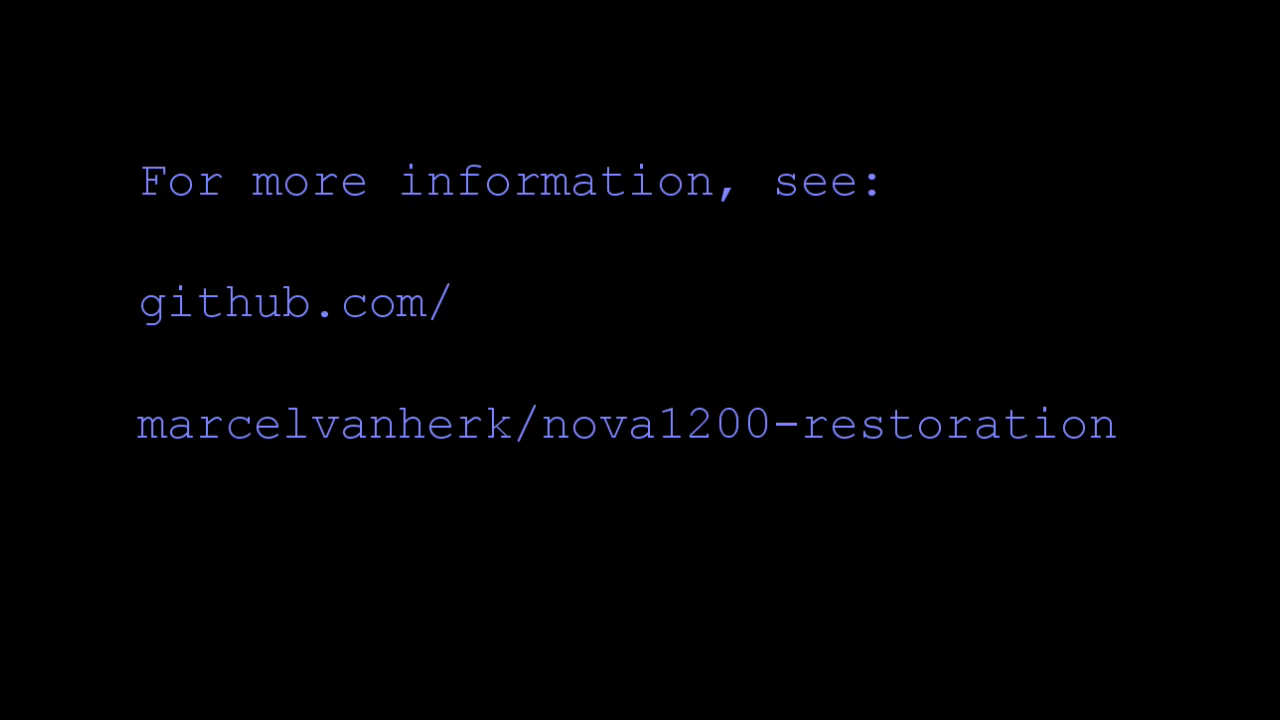 For more information, see:
github.com/
marcelvanherk/nova1200-restoration